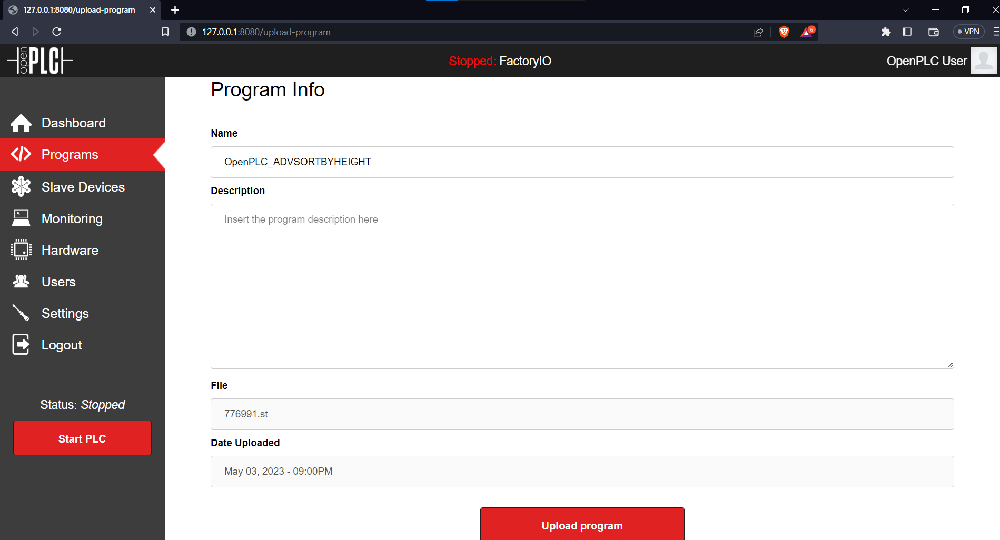 127.0.0.1:8080/upload-program
127.0.0.1:8080/upload-program
6
VPN
open PLC
Stopped: FactoryIO
OpenPLC User
Dashboard
Programs
Slave Devices
Monitoring
Hardware
Users
Settings
Logout
Status: Stopped
Start PLC
Program Info
Name
OpenPLC_ADVSORTBYHEIGHT
Description
Insert the program description here
File
776991.st
Date Uploaded
May 03, 2023 - 09:00PM
Upload program